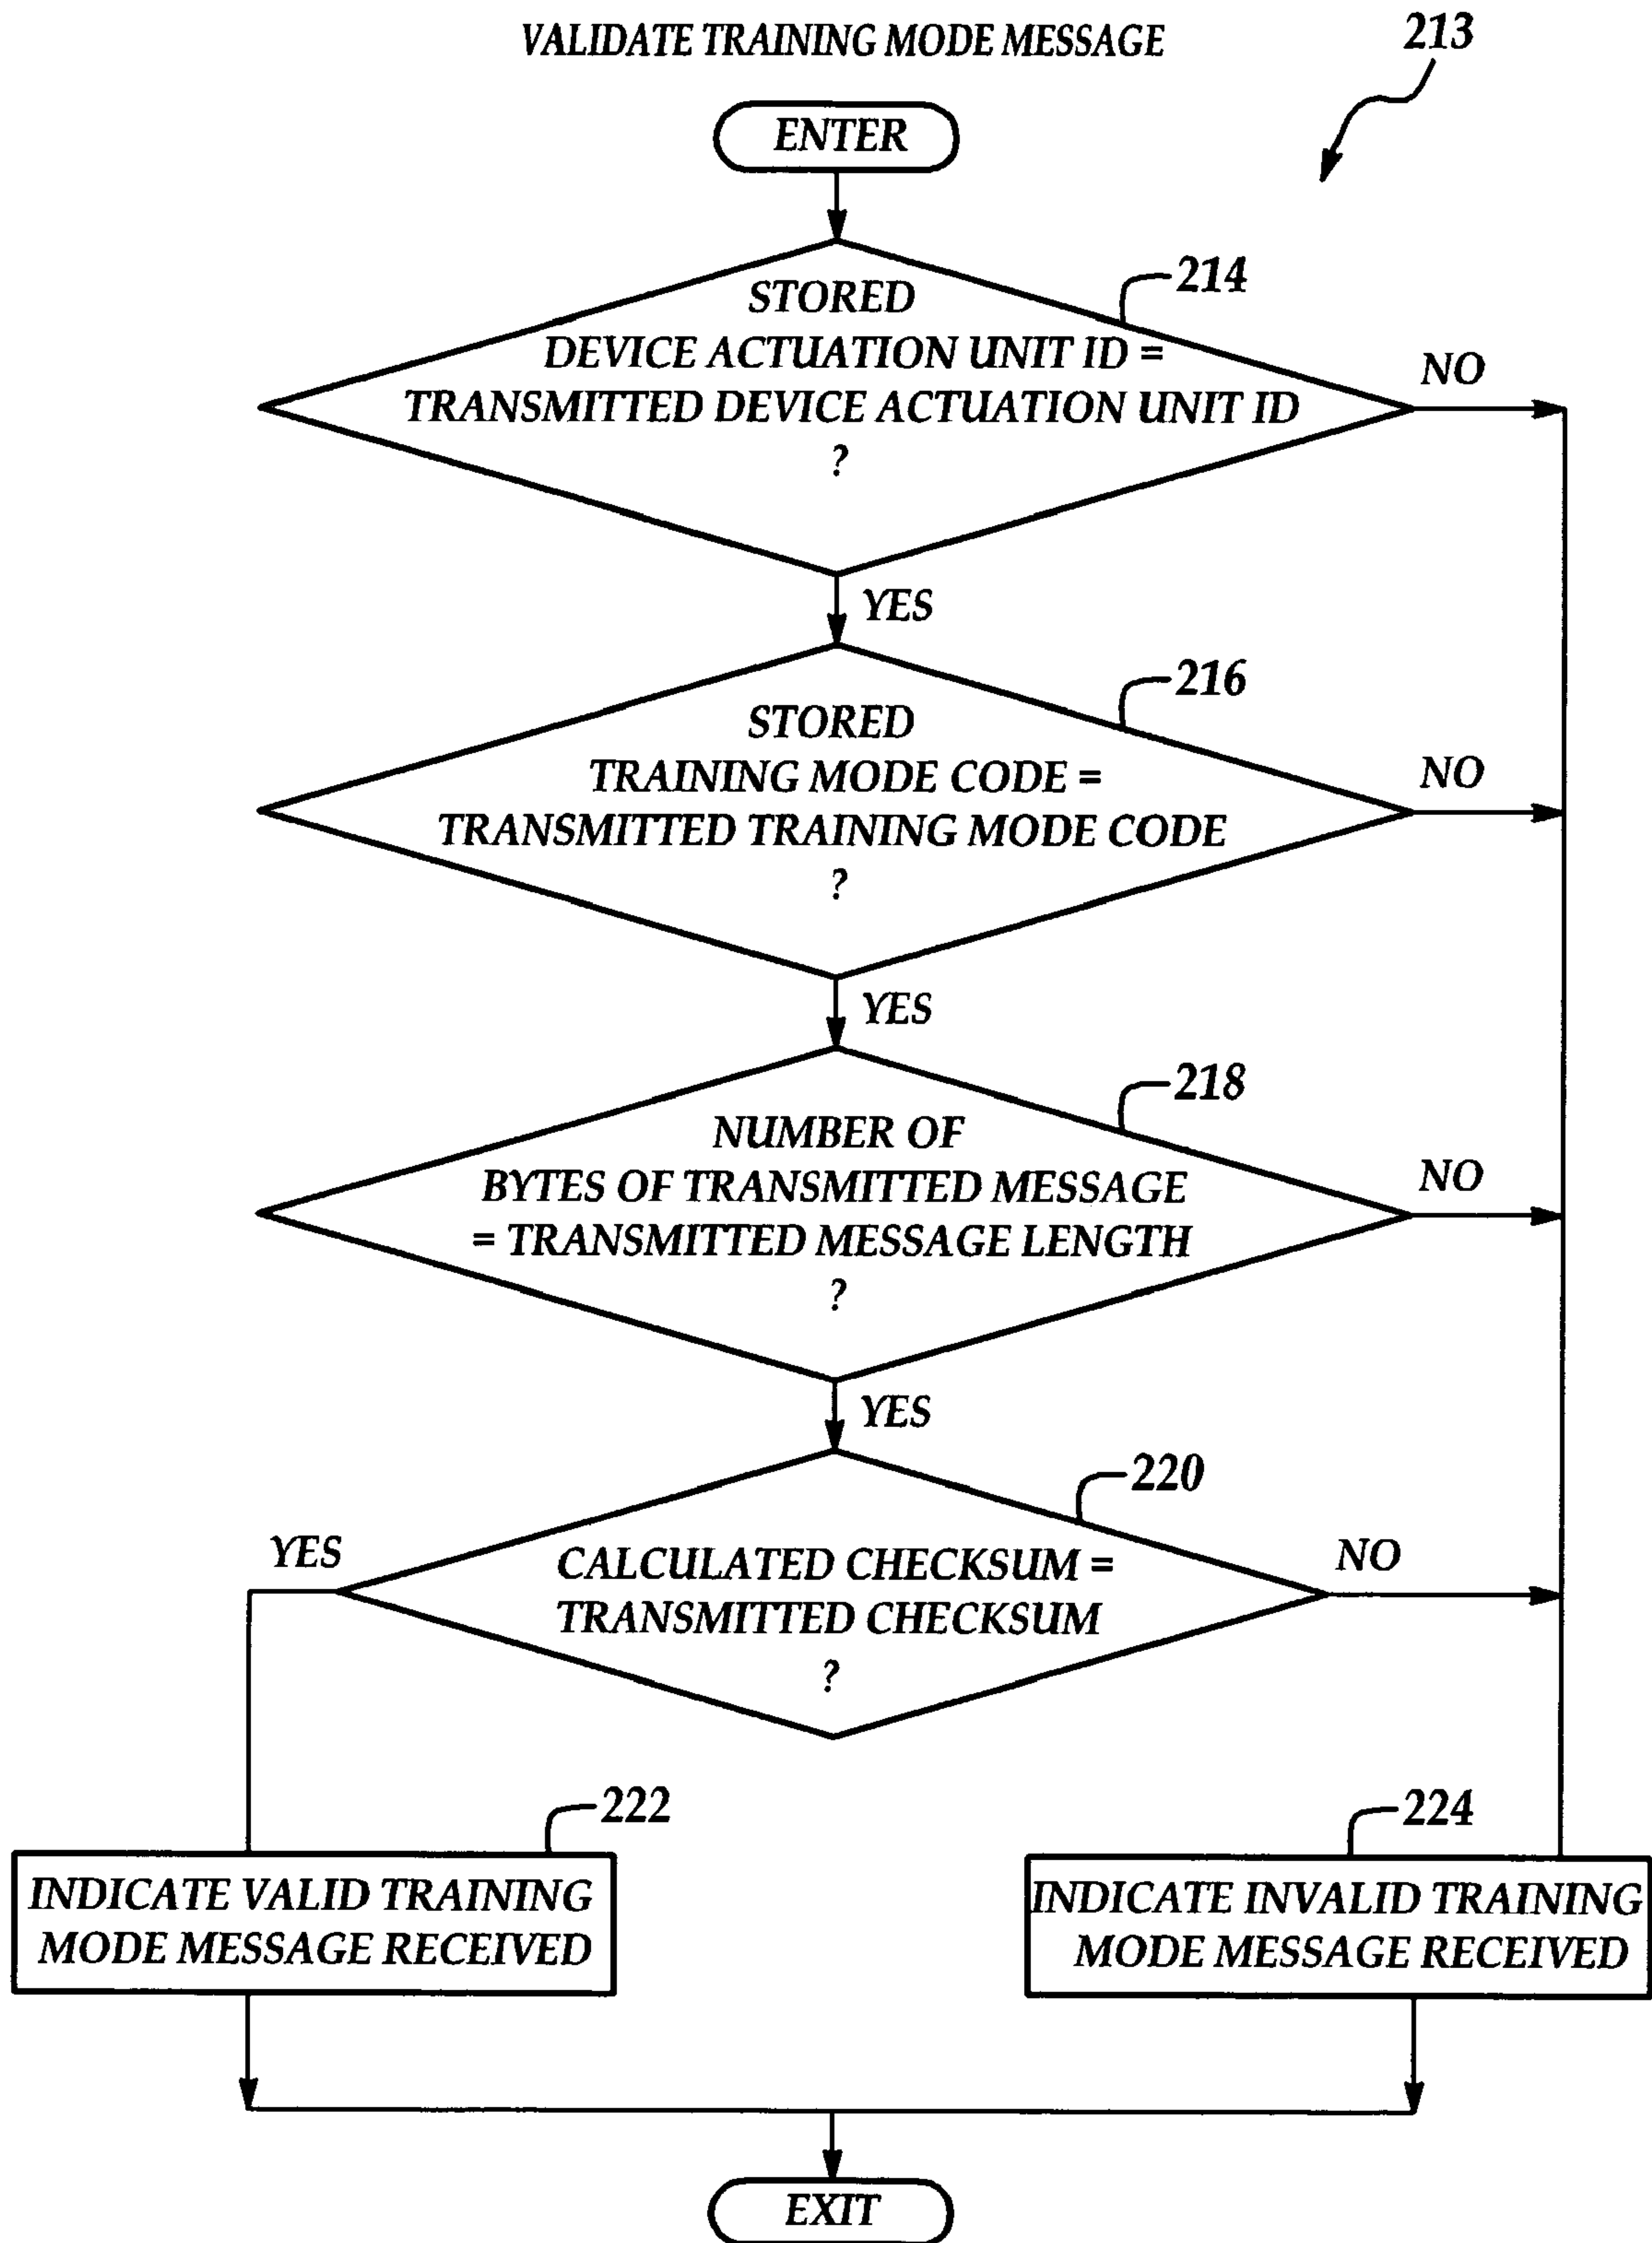 VALIDATE TRAINING MODE MESSAGE
213
ENTER
214
STORED
DEVICE ACTUATION UNIT ID =
TRANSMITTED DEVICE ACTUATION UNIT ID
?
NO
YES
216
STORED
TRAINING MODE CODE =
TRANSMITTED TRAINING MODE CODE
?
NO
YES
218
NUMBER OF
BYTES OF TRANSMITTED MESSAGE
= TRANSMITTED MESSAGE LENGTH
?
NO
YES
220
YES
CALCULATED CHECKSUM =
TRANSMITTED CHECKSUM
?
NO
222
INDICATE VALID TRAINING
MODE MESSAGE RECEIVED
224
INDICATE INVALID TRAINING
MODE MESSAGE RECEIVED
EXIT